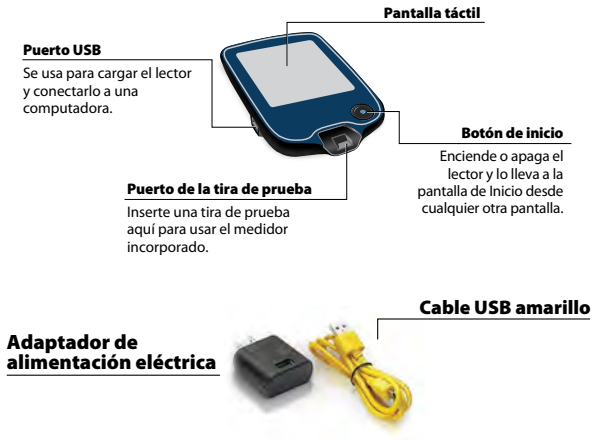 Pantalla táctil
Puerto USB
Se usa para cargar el lector
y conectarlo a una
computadora.
Botón de inicio
Enciende o apaga el
lector y lo lleva a la
pantalla de Inicio desde
cualquier otra pantalla.
Puerto de la tira de prueba
Inserte una tira de prueba
aquí para usar el medidor
incorporado.
Cable USB amarillo
Adaptador de
alimentación eléctrica